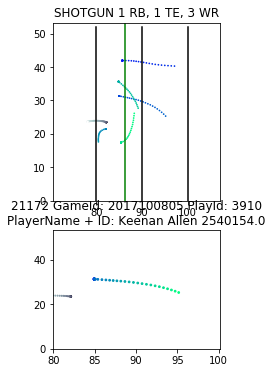 SHOTGUN 1 RB, 1 TE, 3 WR
50
40
30
20
10
0
80 90 100
21172 GameId: 2017100805 PlayId: 3910
PlayerName + ID: Keenan Allen 2540154.0
40
20
0
80 85 90 95 100